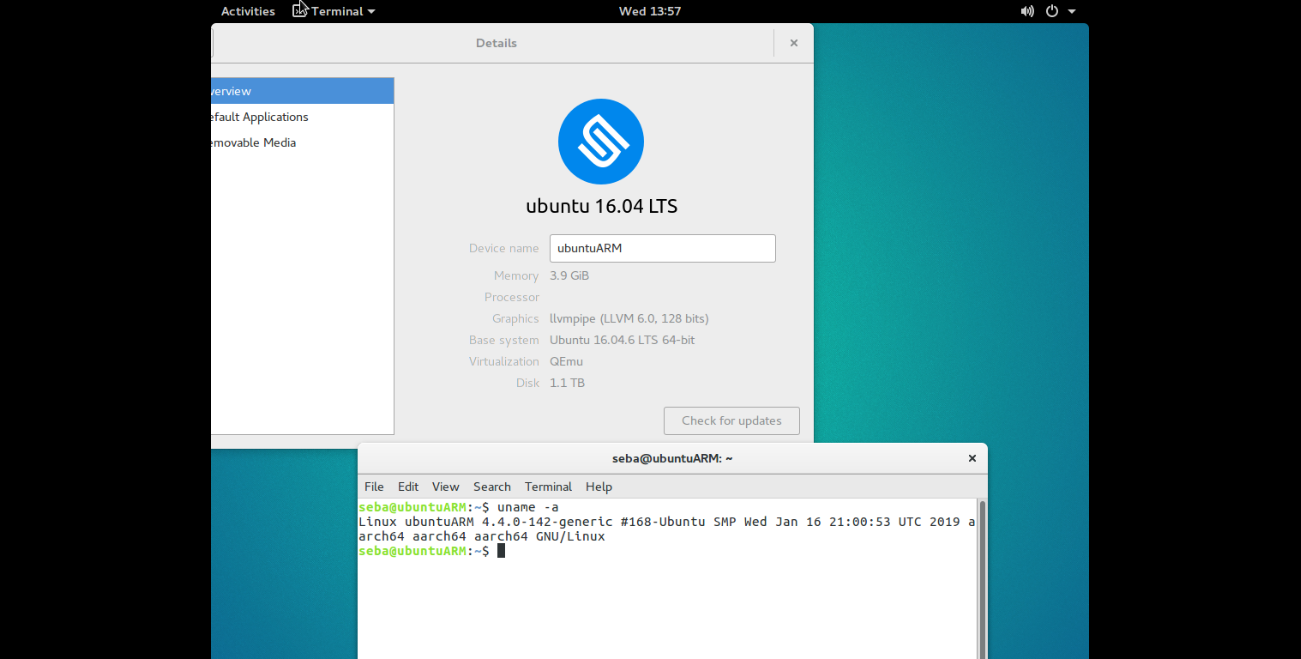 Activities Terminal Wed 13:57
Details
verview
efault Applications
emovable Media
ubuntu 16.04 LTS
Device name ubuntuARM
Memory 3.9 GiB
Processor
Graphics llvmpipe (LLVM 6.0, 128 bits)
Base system Ubuntu 16.04.6 LTS 64-bit
Virtualization QEmu
Disk 1.1 TB
Check for updates
seba@ubuntuARM: ~
File Edit View Search Terminal Help
seba@ubuntuARM:~$ uname -a
Linux ubuntuARM 4.4.0-142-generic #168-Ubuntu SMP Wed Jan 16 21:00:53 UTC 2019 a
arch64 aarch64 aarch64 GNU/Linux
seba@ubuntuARM:~$